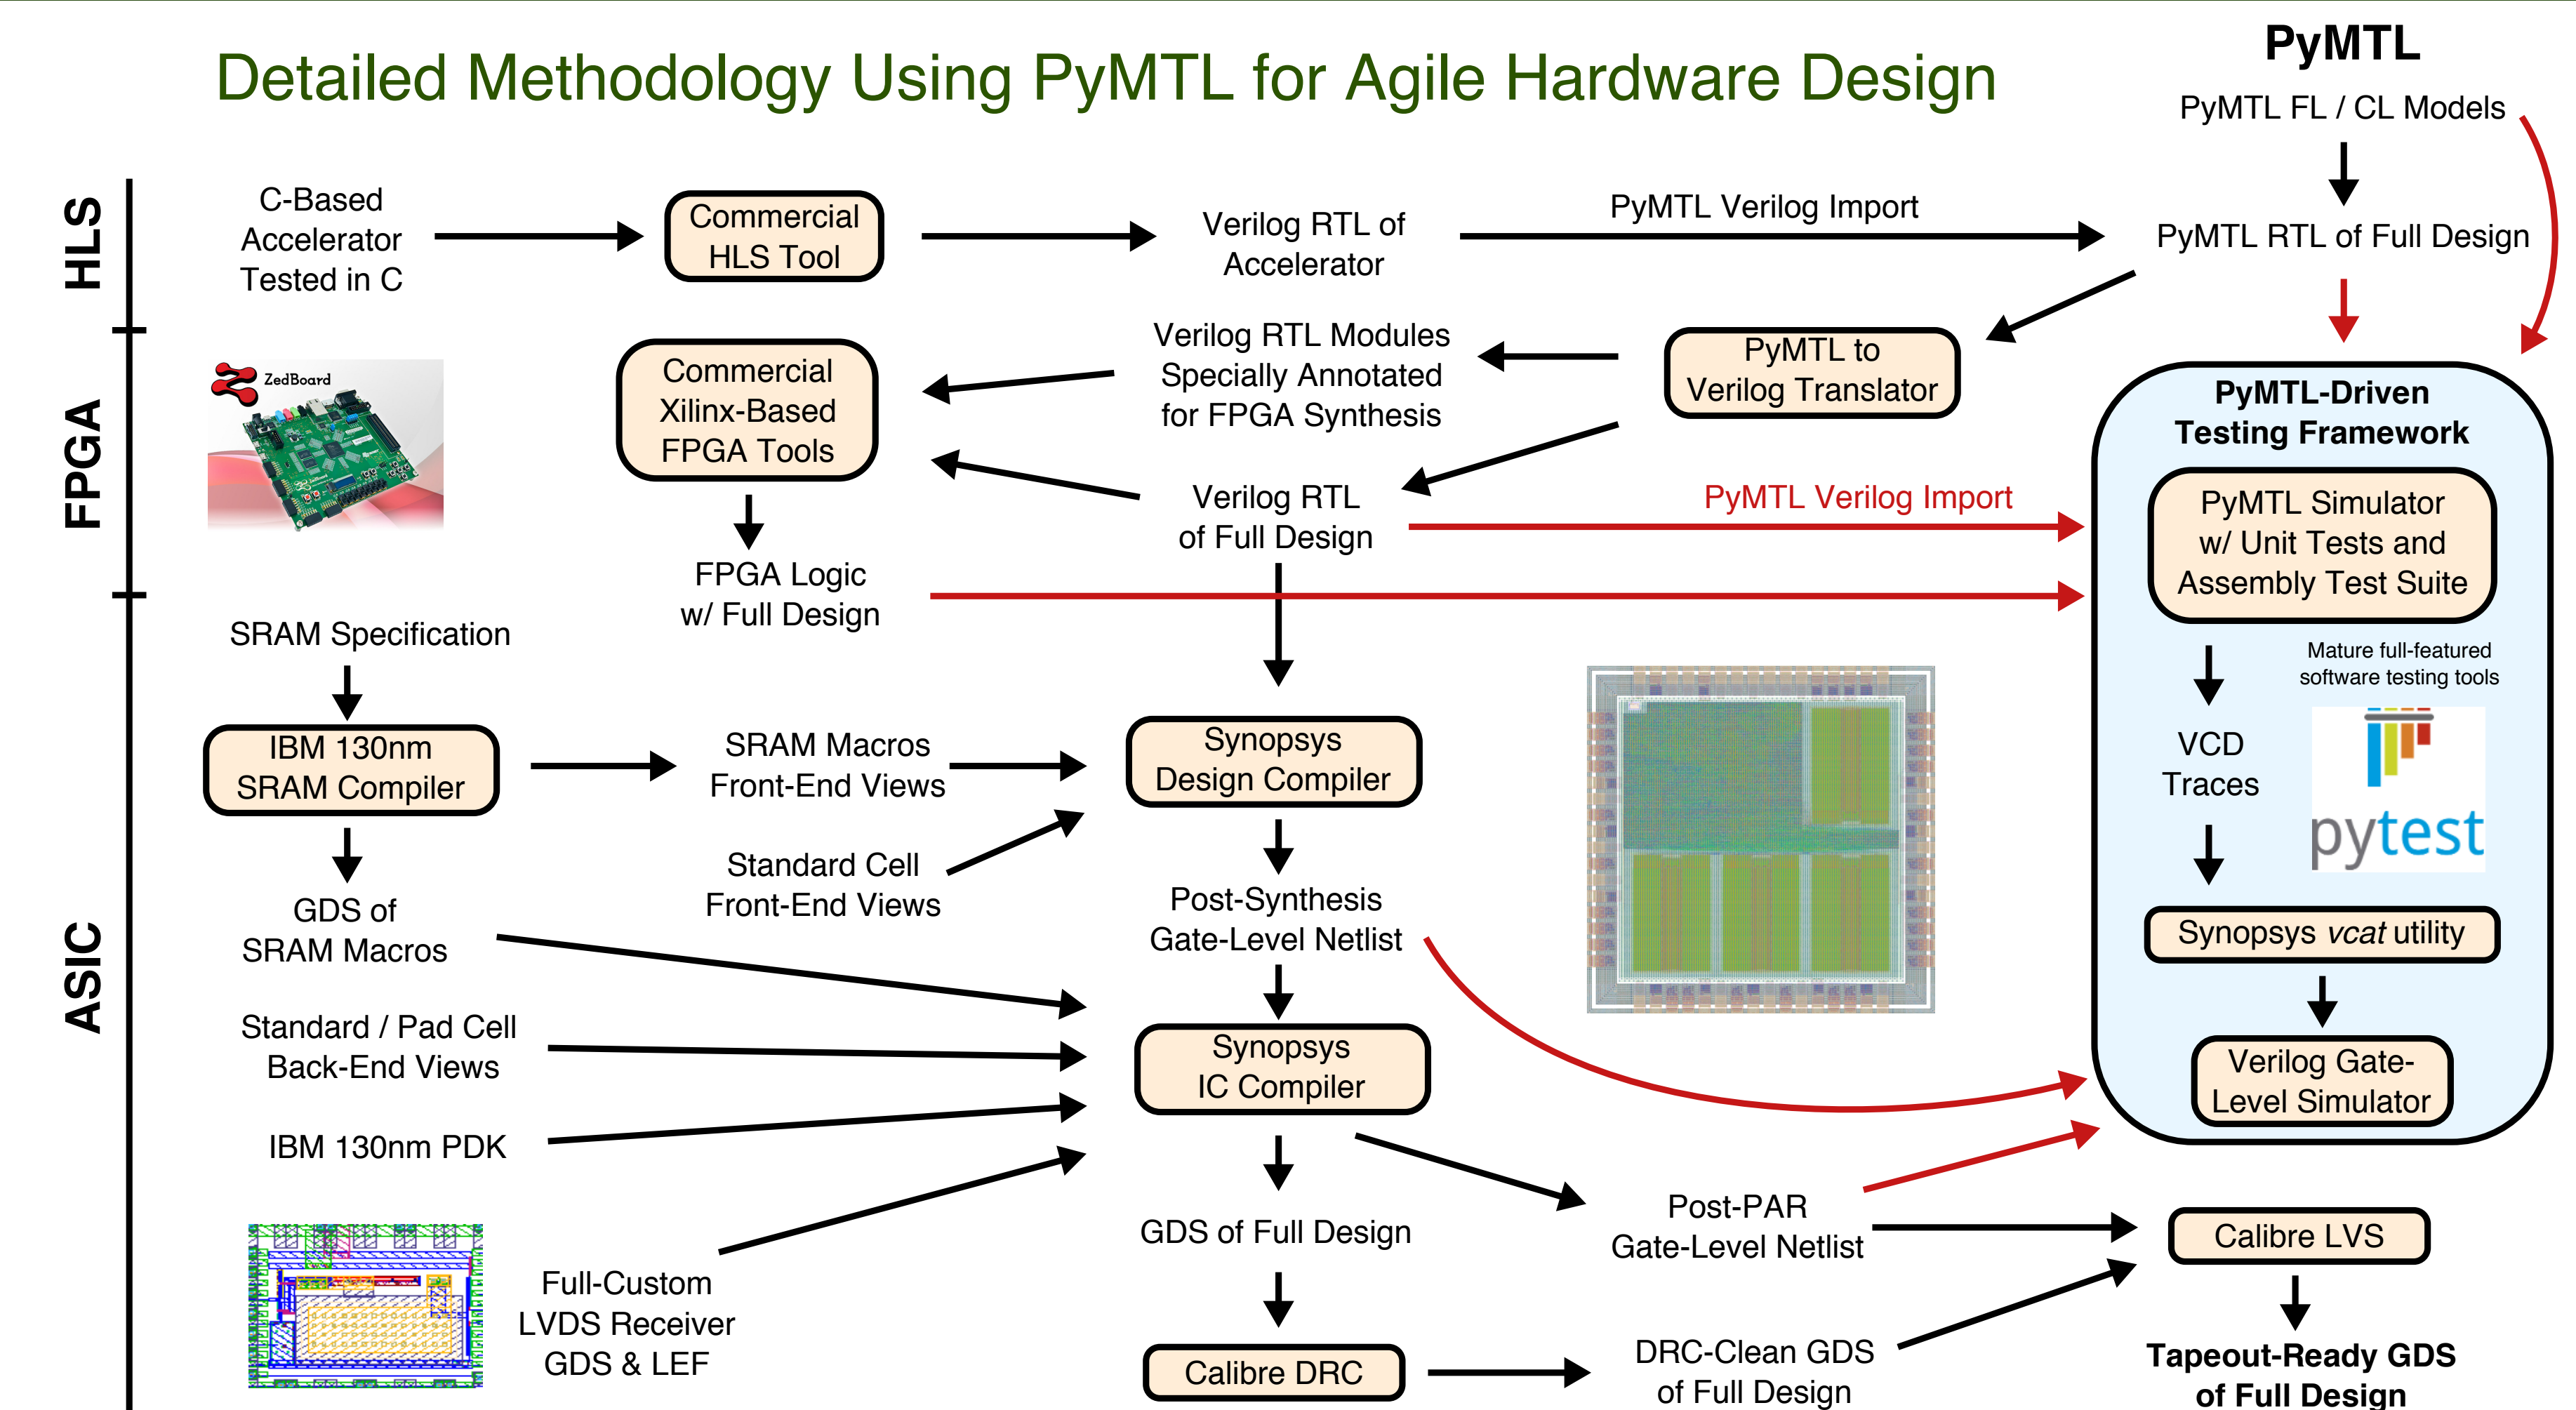 Detailed Methodology Using PyMTL for Agile Hardware Design
PyMTL
PyMTL FL / CL Models
HLS
C-Based
Accelerator
Tested in C
Commercial
HLS Tool
Verilog RTL of
Accelerator
PyMTL Verilog Import
PyMTL RTL of Full Design
FPGA
ZedBoard
Commercial
Xilinx-Based
FPGA Tools
Verilog RTL Modules
Specially Annotated
for FPGA Synthesis
PyMTL to
Verilog Translator
Verilog RTL
of Full Design
PyMTL Verilog Import
FPGA Logic
w/ Full Design
PyMTL-Driven
Testing Framework
PyMTL Simulator
w/ Unit Tests and
Assembly Test Suite
Mature full-featured
software testing tools
VCD
Traces
pytest
Synopsys vcat utility
Verilog Gate-
Level Simulator
ASIC
SRAM Specification
IBM 130nm
SRAM Compiler
SRAM Macros
Front-End Views
Standard Cell
Front-End Views
Synopsys
Design Compiler
GDS of
SRAM Macros
Post-Synthesis
Gate-Level Netlist
Standard / Pad Cell
Back-End Views
IBM 130nm PDK
Synopsys
IC Compiler
Full-Custom
LVDS Receiver
GDS & LEF
GDS of Full Design
Post-PAR
Gate-Level Netlist
Calibre LVS
Calibre DRC
DRC-Clean GDS
of Full Design
Tapeout-Ready GDS
of Full Design